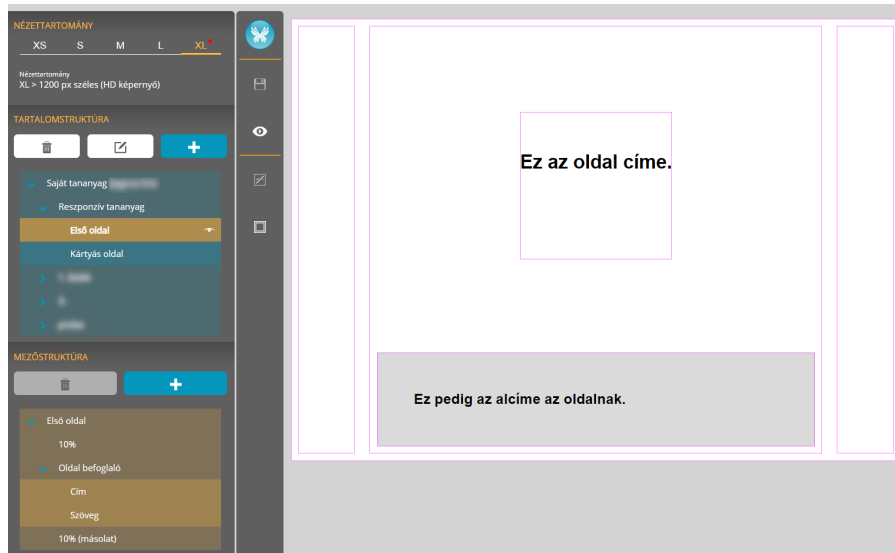 NÉZETTARTOMÁNY
XS S M L XL
Nézettartomány
XL > 1200 px széles (HD képernyő)
TARTALOMSTRUKTÚRA
Saját tananyag
Reszponzív tananyag
Első oldal
Kártyás oldal
MEZŐSTRUKTÚRA
Első oldal
10%
Oldal befoglaló
Cím
Szöveg
10% (másolat)
Ez az oldal címe.
Ez pedig az alcíme az oldalnak.